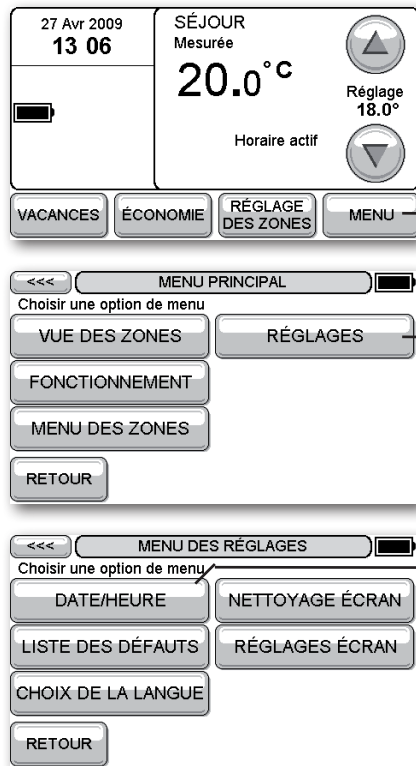 27 Avr 2009
13 06
SÉJOUR
Mesurée
20.0°C
Réglage
18.0°
Horaire actif
VACANCES
ÉCONOMIE
RÉGLAGE
DES ZONES
MENU
<<<
MENU PRINCIPAL
Choisir une option de menu
VUE DES ZONES
RÉGLAGES
FONCTIONNEMENT
MENU DES ZONES
RETOUR
<<<
MENU DES RÉGLAGES
Choisir une option de menu
DATE/HEURE
NETTOYAGE ÉCRAN
LISTE DES DÉFAUTS
RÉGLAGES ÉCRAN
CHOIX DE LA LANGUE
RETOUR